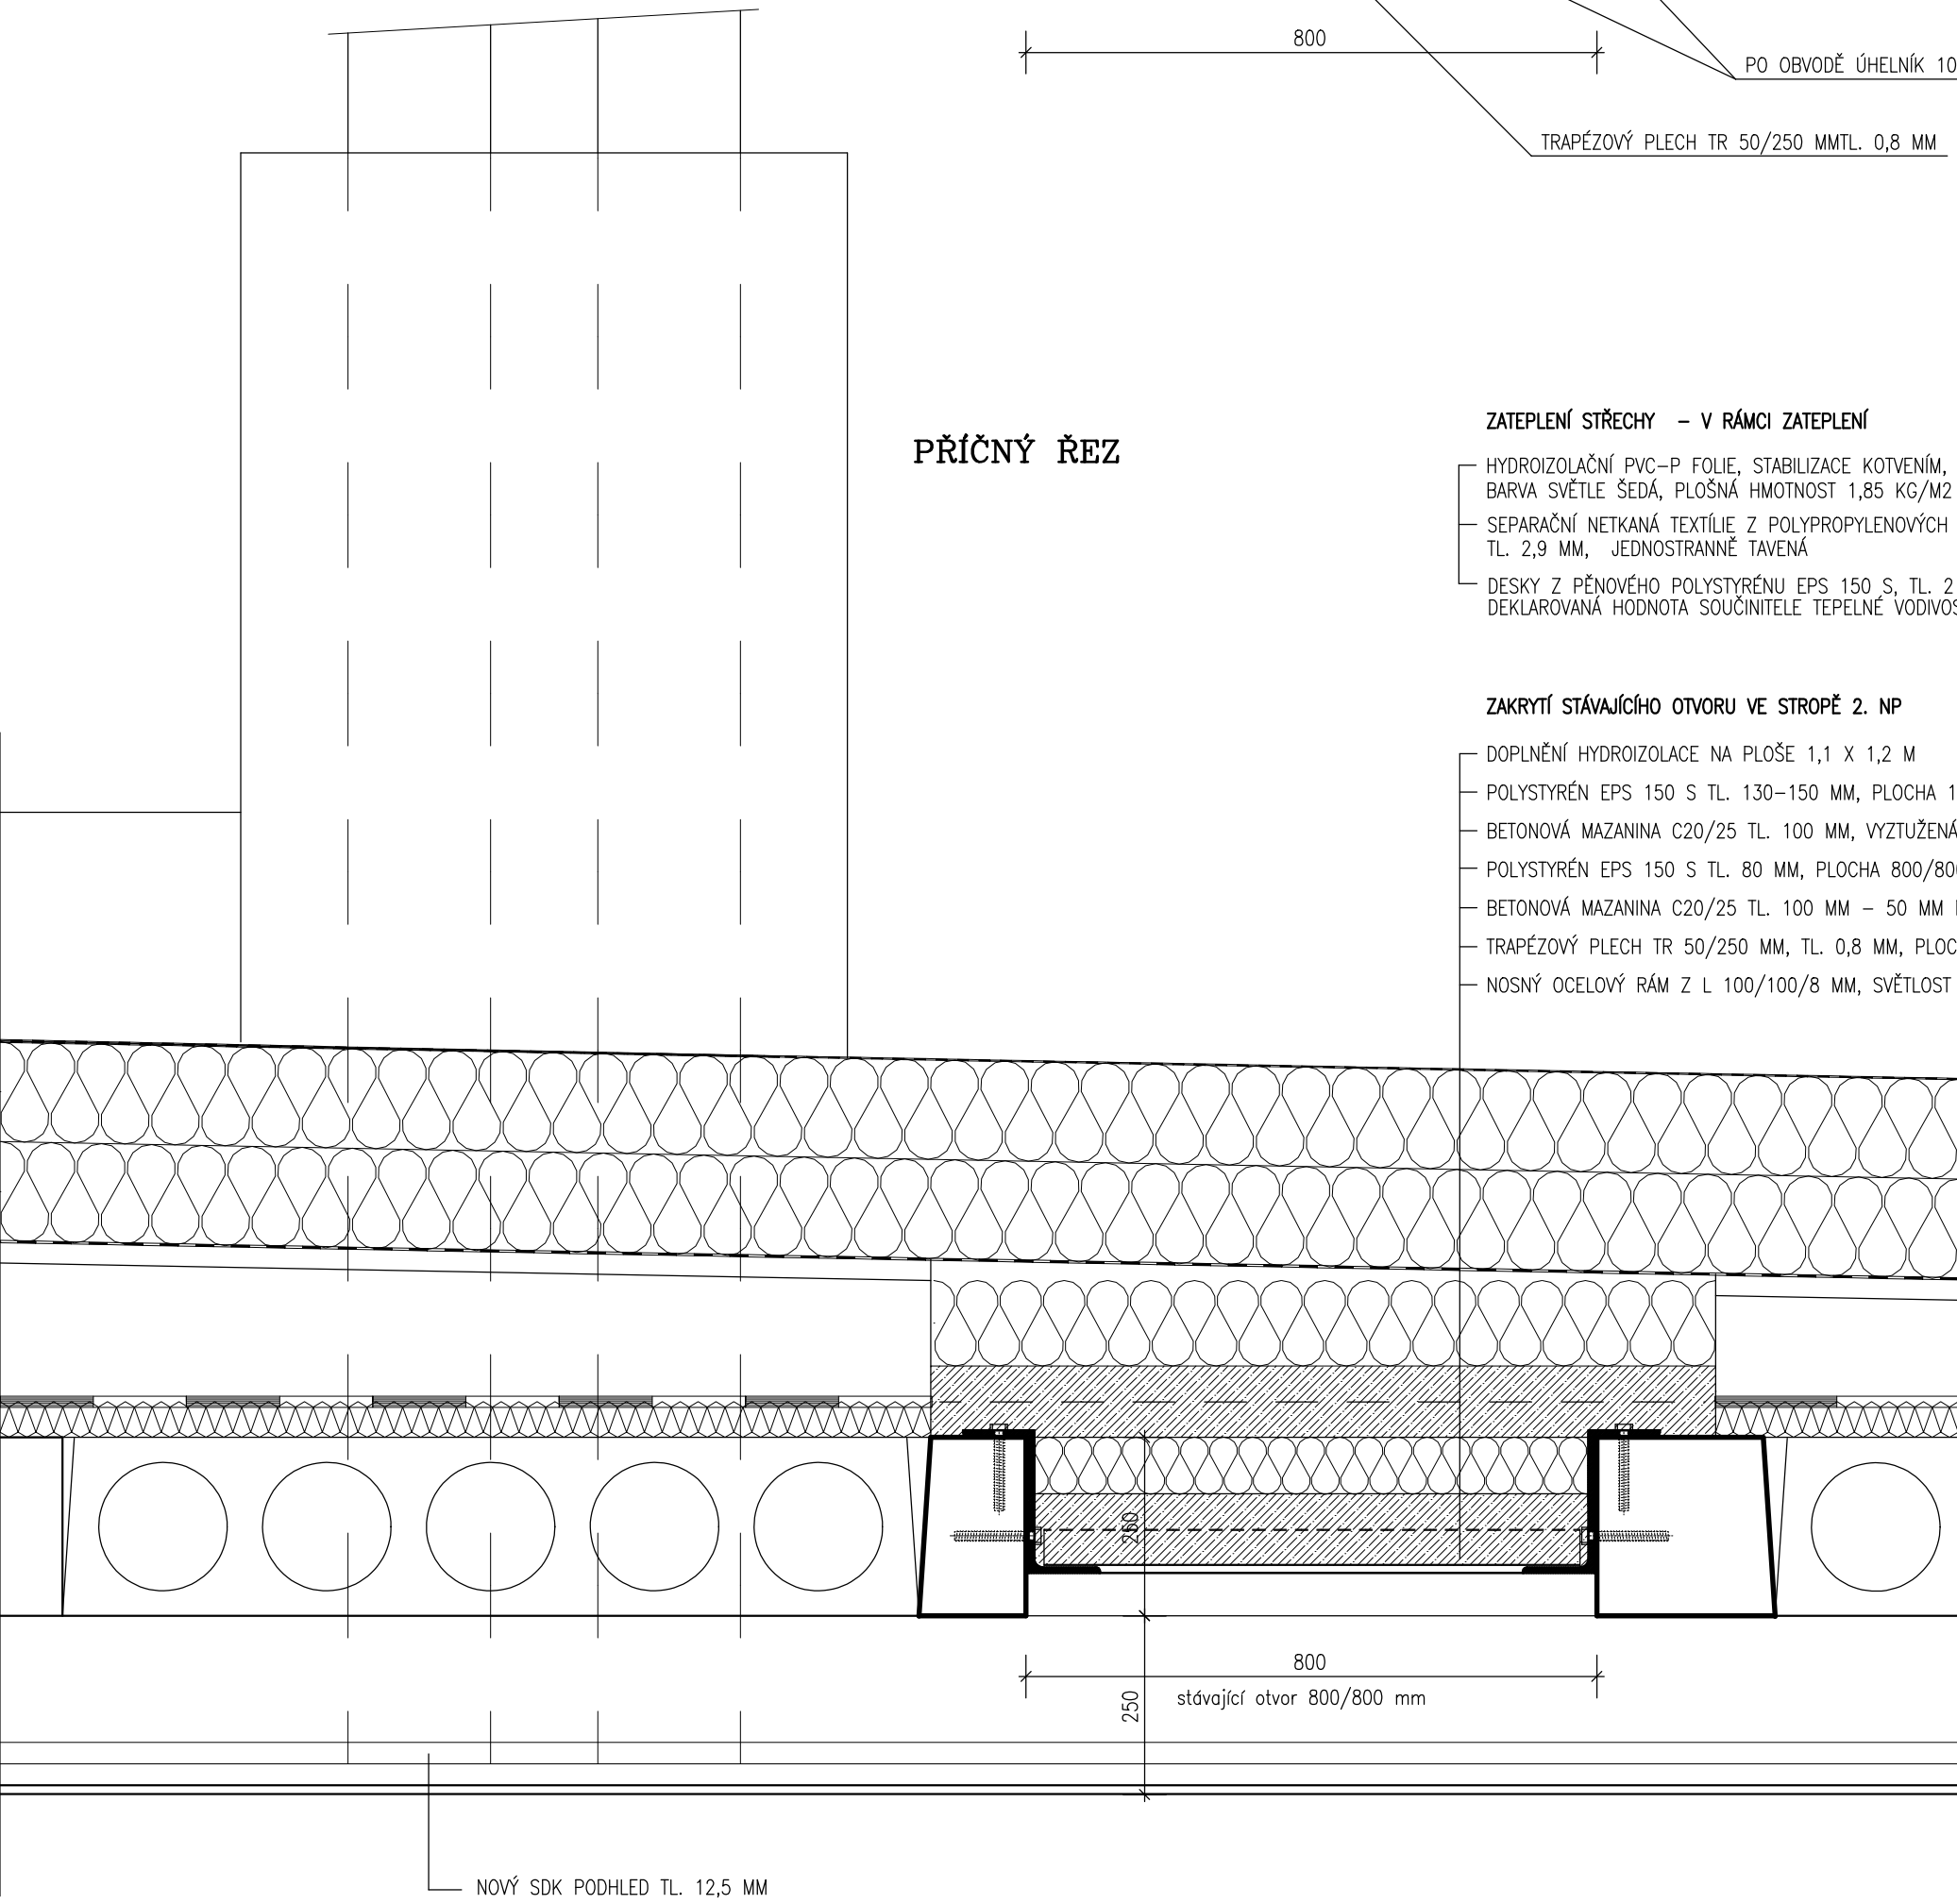 800
PO OBVODĚ ÚHELNÍK 10
TRAPÉZOVÝ PLECH TR 50/250 MMTL. 0,8 MM
PŘÍČNÝ ŘEZ
ZATEPLENÍ STŘECHY – V RÁMCI ZATEPLENÍ
HYDROIZOLAČNÍ PVC–P FOLIE, STABILIZACE KOTVENÍM,
BARVA SVĚTLE ŠEDÁ, PLOŠNÁ HMOTNOST 1,85 KG/M2
SEPARAČNÍ NETKANÁ TEXTÍLIE Z POLYPROPYLENOVÝCH
TL. 2,9 MM, JEDNOSTRANNĚ TAVENÁ
DESKY Z PĚNOVÉHO POLYSTYRÉNU EPS 150 S, TL. 2
DEKLAROVANÁ HODNOTA SOUČINITELE TEPELNÉ VODIVOS
ZAKRYTÍ STÁVAJÍCÍHO OTVORU VE STROPĚ 2. NP
DOPLNĚNÍ HYDROIZOLACE NA PLOŠE 1,1 X 1,2 M
POLYSTYRÉN EPS 150 S TL. 130–150 MM, PLOCHA 1
BETONOVÁ MAZANINA C20/25 TL. 100 MM, VYZTUŽENÁ
POLYSTYRÉN EPS 150 S TL. 80 MM, PLOCHA 800/80
BETONOVÁ MAZANINA C20/25 TL. 100 MM – 50 MM
TRAPÉZOVÝ PLECH TR 50/250 MM, TL. 0,8 MM, PLOC
NOSNÝ OCELOVÝ RÁM Z L 100/100/8 MM, SVĚTLOST
250
800
stávající otvor 800/800 mm
250
NOVÝ SDK PODHLED TL. 12,5 MM